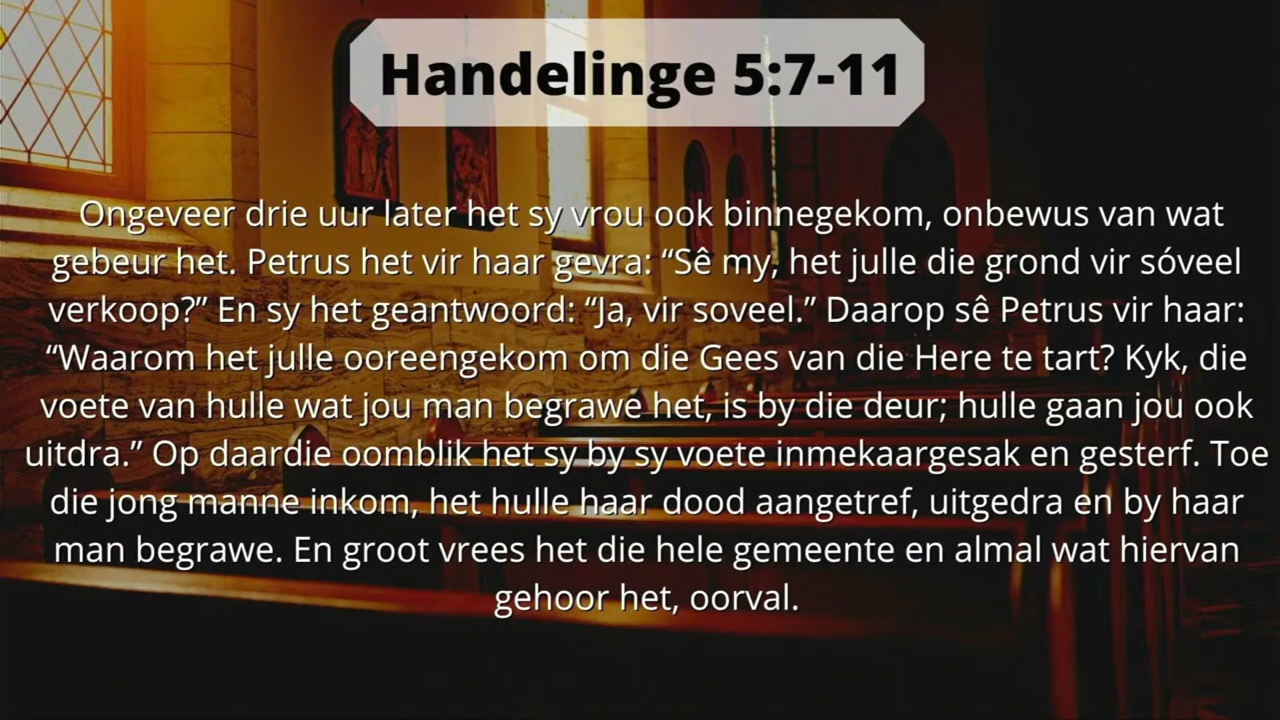 Handelinge 5:7-11
Ongeveer drie uur later het sy vrou ook binnegekom, onbewus van wat
gebeur het. Petrus het vir haar gevra: “Sê my, het julle die grond vir sóveel
verkoop?” En sy het geantwoord: “Ja, vir soveel.” Daarop sê Petrus vir haar:
“Waarom het julle ooreengekom om die Gees van die Here te tart? Kyk, die
voete van hulle wat jou man begrawe het, is by die deur; hulle gaan jou ook
uitdra.” Op daardie oomblik het sy by sy voete inmekaargesak en gesterf. Toe
die jong manne inkom, het hulle haar dood aangetref, uitgedra en by haar
man begrawe. En groot vrees het die hele gemeente en almal wat hiervan
gehoor het, oorval.